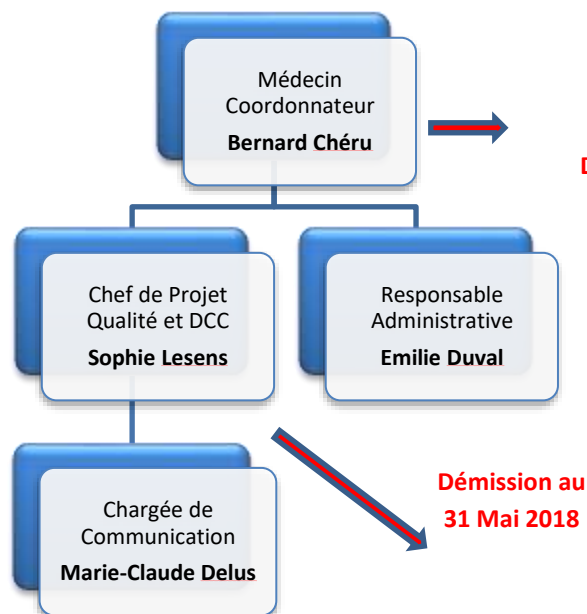 Médecin
Coordonnateur
Bernard Chéru
D
Chef de Projet
Qualité et DCC
Sophie Lesens
Responsable
Administrative
Emilie Duval
Chargée de
Communication
Marie-Claude Delus
Démission au
31 Mai 2018